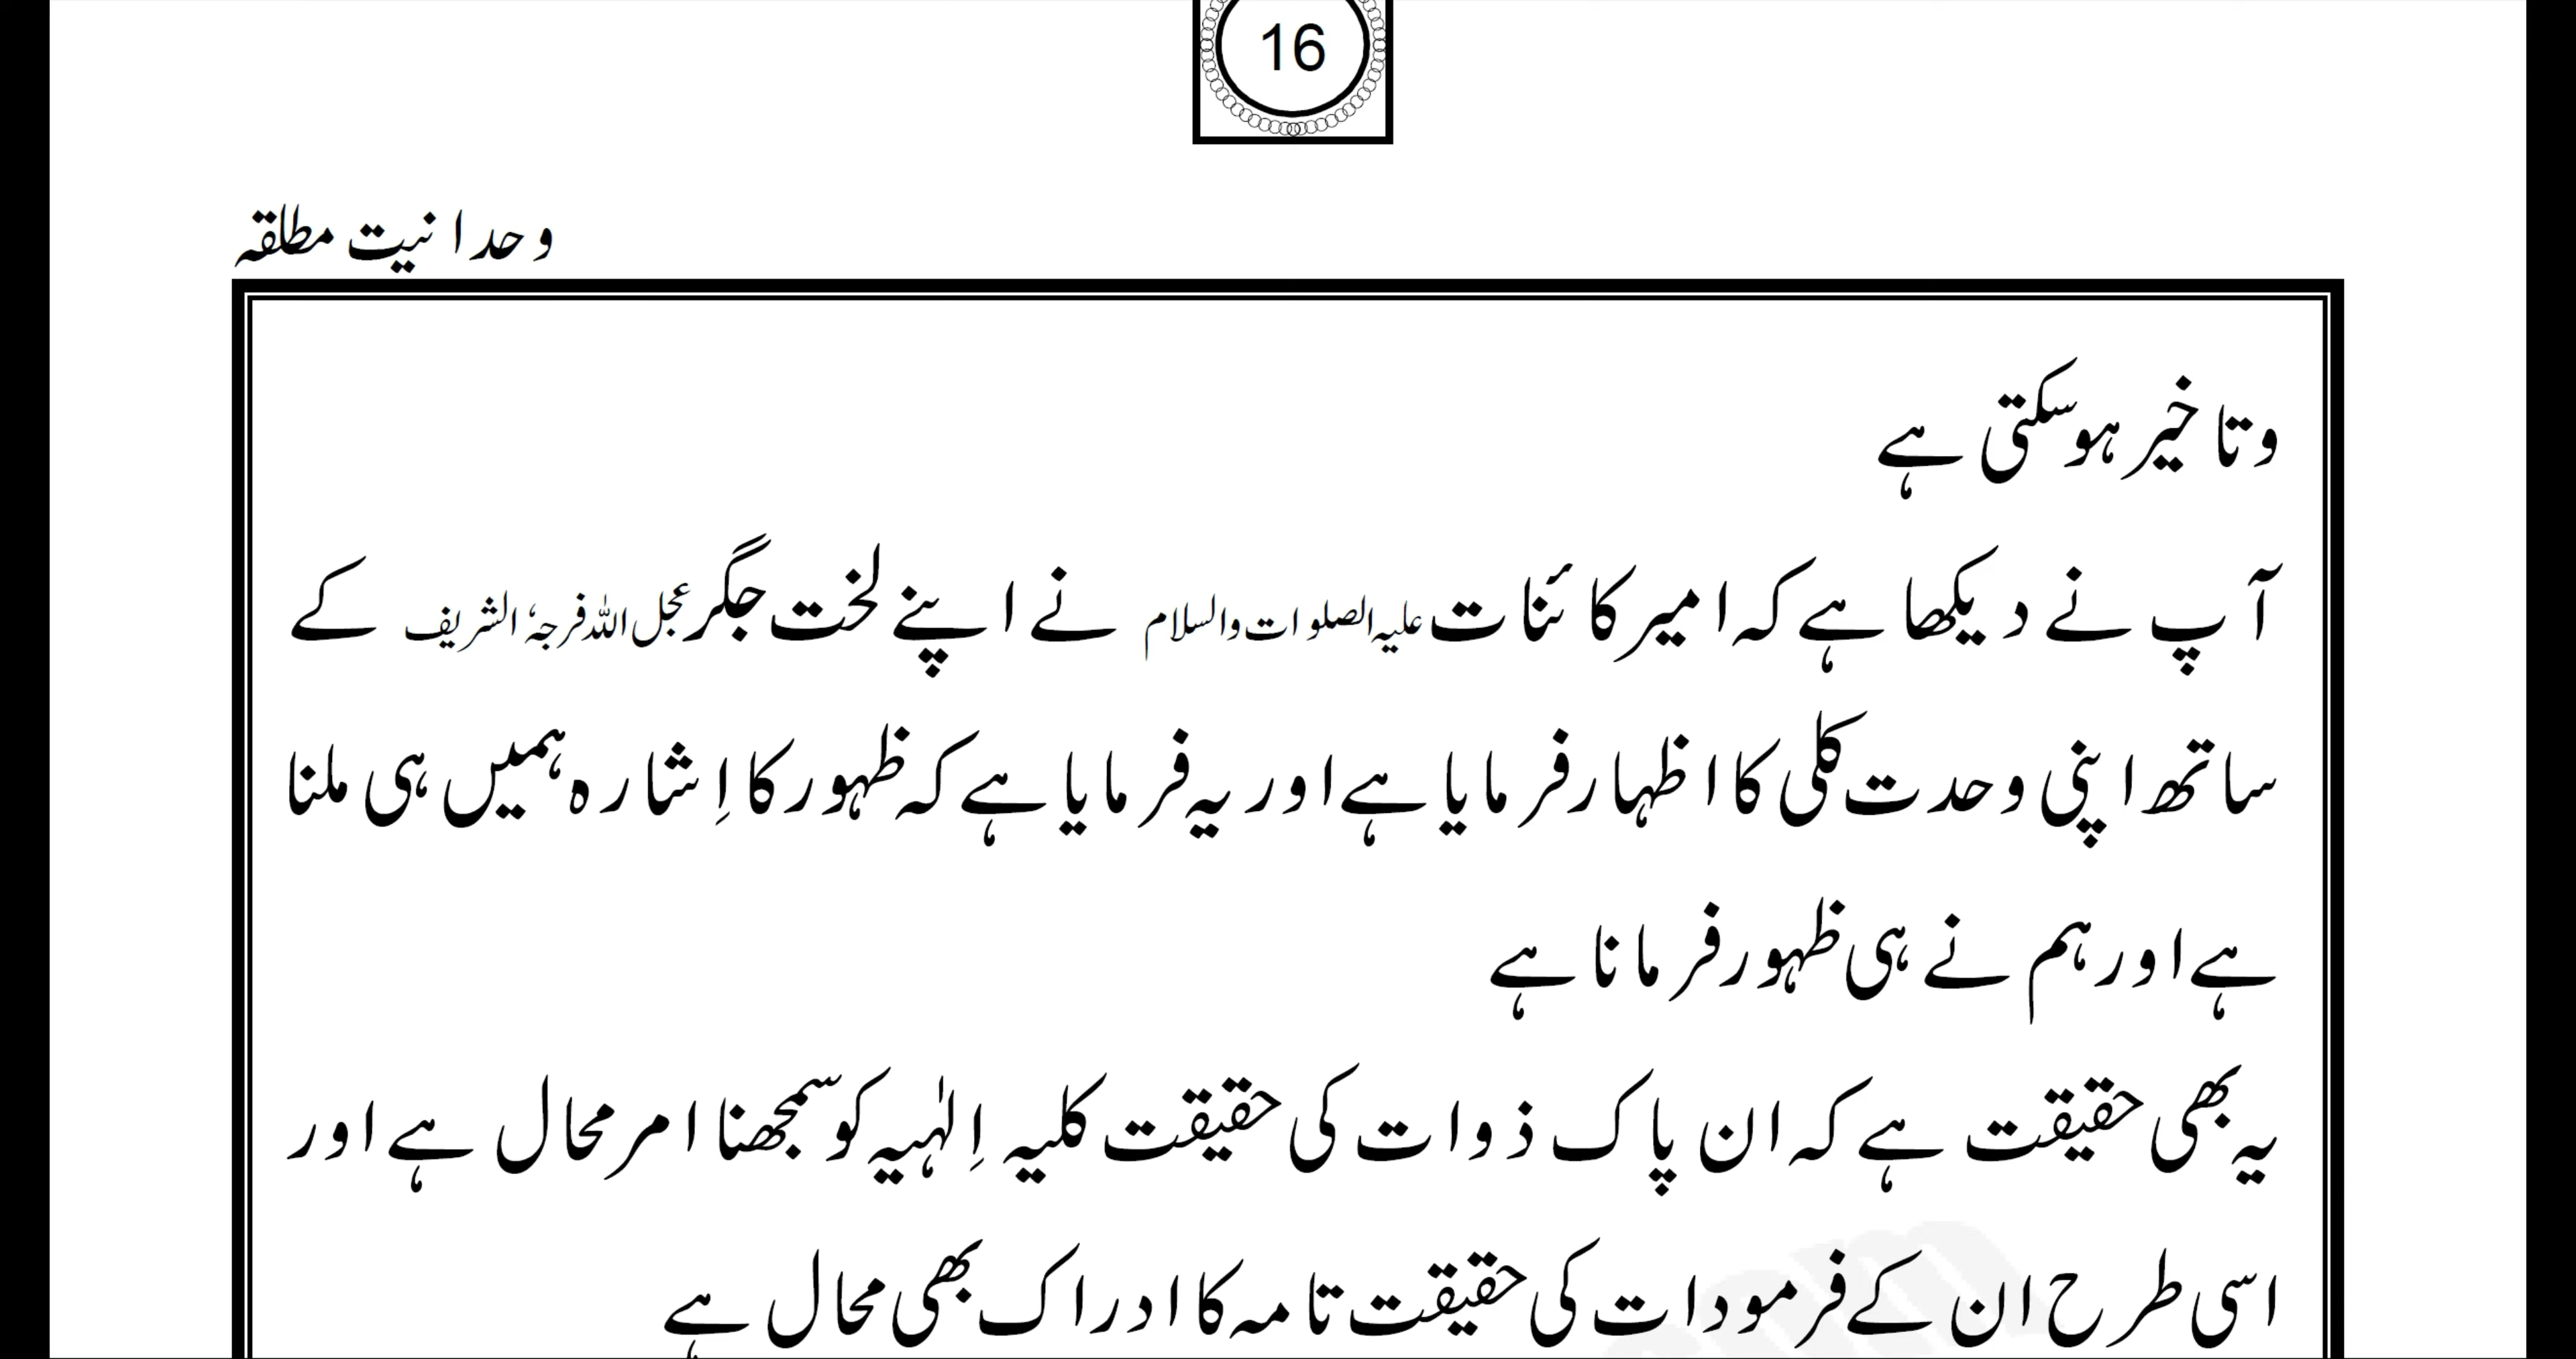 16
وحدانیت مطلقہ
وتاخیر ہوسکتی ہے
آپ نے دیکھا ہے کہ امیر کائنات علیہ الصلوات والسلام نے اپنے لخت جگر عجل اللہ فرجہٗ الشریف کے
ساتھ اپنی وحدت کلی کا اظہار فرمایا ہے اور یہ فرمایا ہے کہ ظہور کا اِشارہ ہمیں ہی ملنا
ہے اور ہم نے ہی ظہور فرمانا ہے
یہ بھی حقیقت ہے کہ ان پاک ذوات کی حقیقت کلیہ اِلٰہیہ کو سمجھنا امر محال ہے اور
اسی طرح ان کے فرمودات کی حقیقت تامہ کا ادراک بھی محال ہے